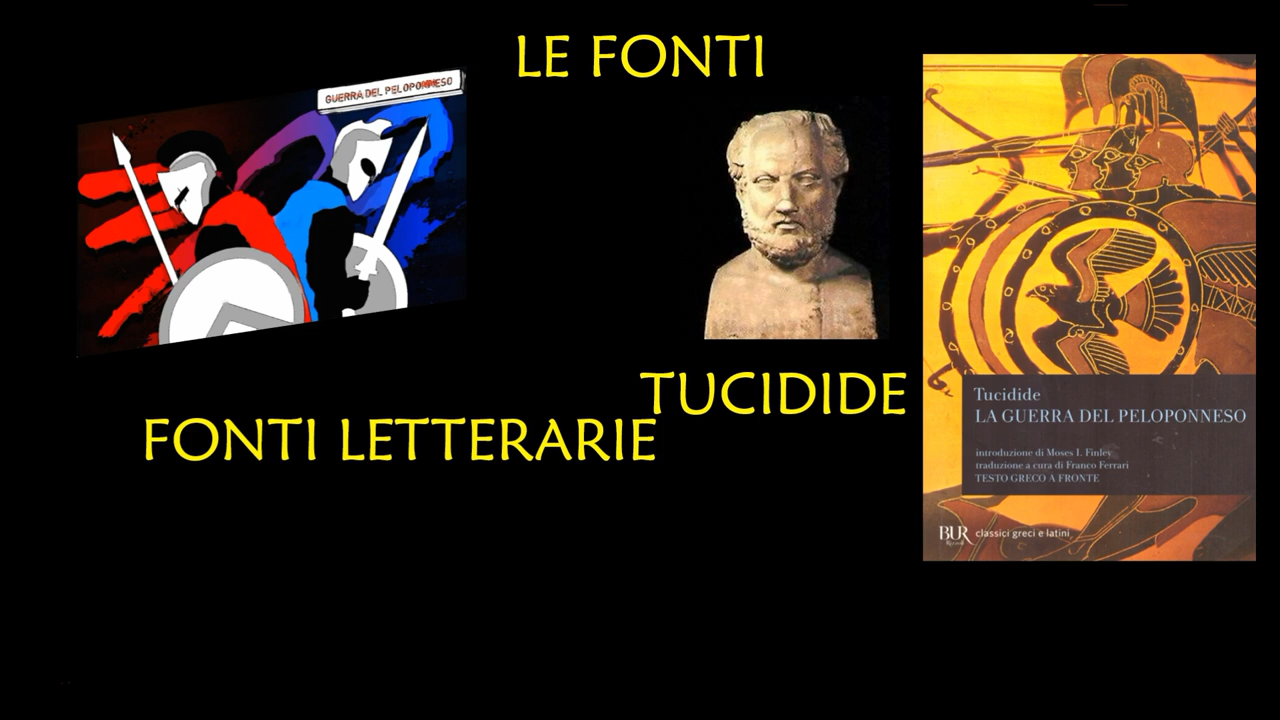 LE FONTI
GUERRA DEL PELOPONNESO
TUCIDIDE
FONTI LETTERARIE
Tucidide
LA GUERRA DEL PELOPONNESO
introduzione di Moses I. Finley
traduzione a cura di Franco Ferrari
TESTO GRECO A FRONTE
BUR classici greci e latini